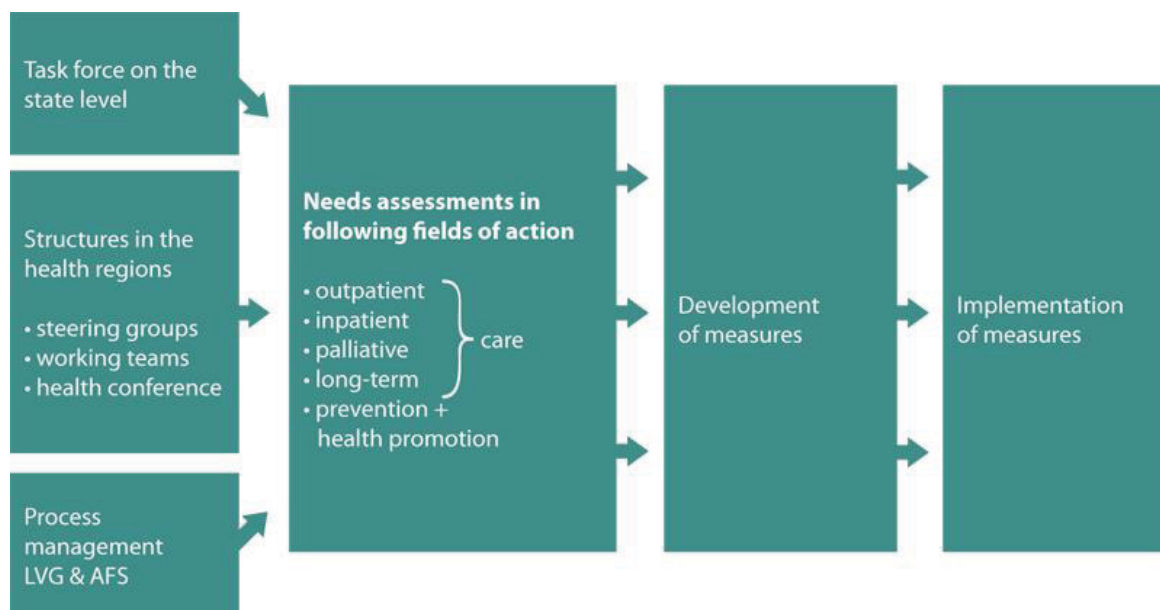 Task force on the
state level
Structures in the
health regions
• steering groups
• working teams
• health conference
Process
management
LVG & AFS
Needs assessments in
following fields of action
• outpatient
• inpatient
• palliative
• long-term
care
• prevention +
health promotion
Development
of measures
Implementation
of measures